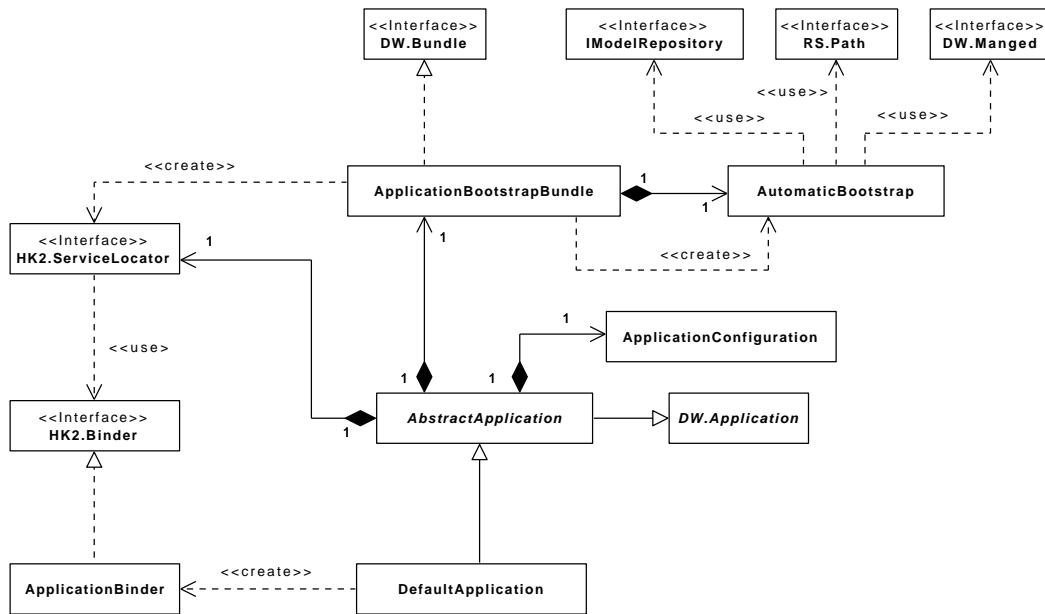 <<Interface>>
DW.Bundle
<<Interface>>
IModelRepository
<<Interface>>
RS.Path
<<Interface>>
DW.Manged
<<use>>
<<use>>
<<use>>
<<create>>
ApplicationBootstrapBundle
1
1
AutomaticBootstrap
<<Interface>>
HK2.ServiceLocator
1
1
<<create>>
<<use>
1
ApplicationConfiguration
1
1
<<Interface>>
HK2.Binder
1
AbstractApplication
DW.Application
ApplicationBinder
<<create>>
DefaultApplication